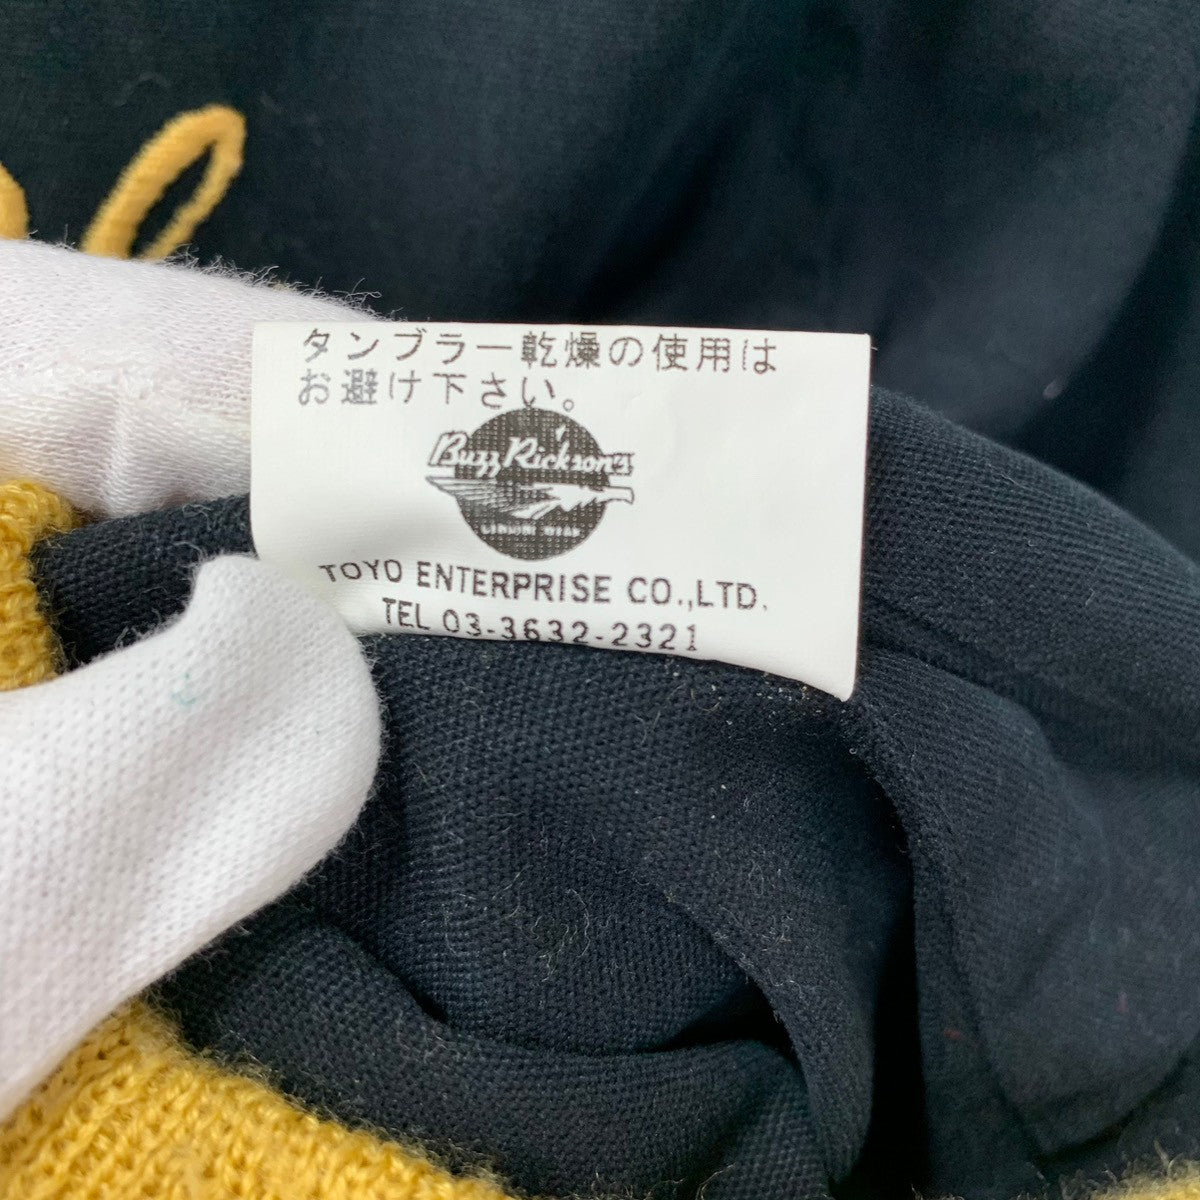 タンブラー乾燥の使用は
お避け下さい。
Buzz Rickson's
TOYO ENTERPRISE CO.,LTD.
TEL 03-3632-2321